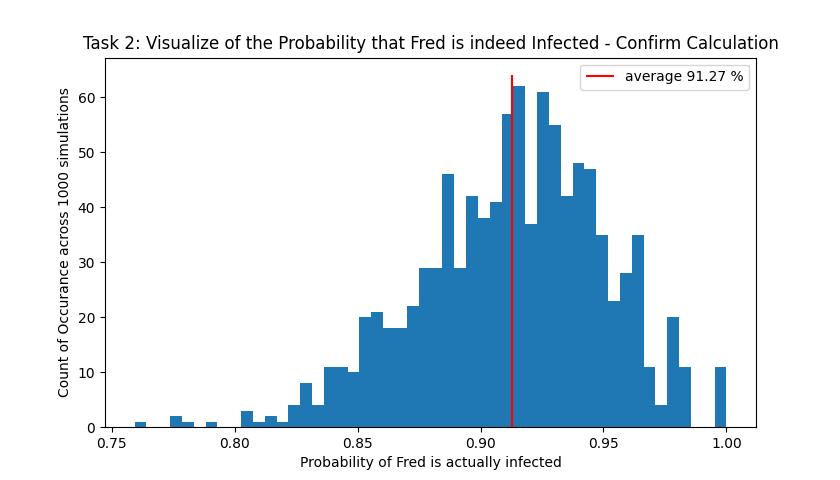 Task 2: Visualize of the Probability that Fred is indeed Infected - Confirm Calculation
average 91.27 %
Count of Occurance across 1000 simulations
60
50
40
30
20
10
0
0.75 0.80 0.85 0.90 0.95 1.00
Probability of Fred is actually infected